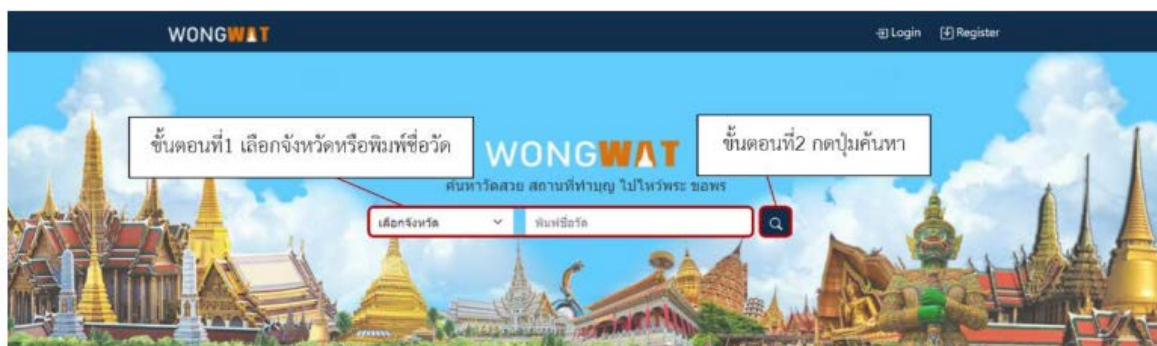 WONGWAT
Login Register
ขั้นตอนที่1 เลือกจังหวัดหรือพิมพ์ชื่อวัด
ขั้นตอนที่2 กดปุ่มค้นหา
WONGWAT
ค้นหาวัดสวย สถานที่ทำบุญ ไปไหว้พระ ขอพร
เลือกจังหวัด พิมพ์ชื่อวัด